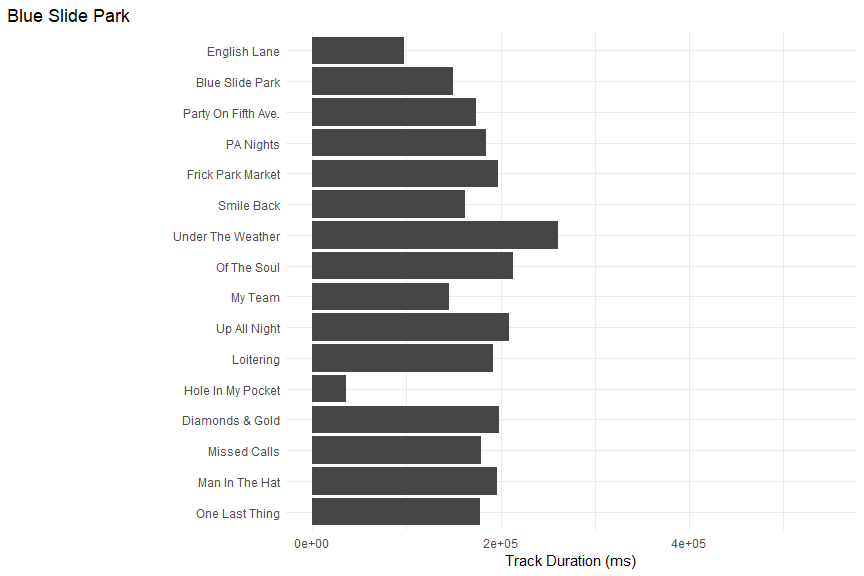 Blue Slide Park
English Lane
Blue Slide Park
Party On Fifth Ave.
PA Nights
Frick Park Market
Smile Back
Under The Weather
Of The Soul
My Team
Up All Night
Loitering
Hole In My Pocket
Diamonds & Gold
Missed Calls
Man In The Hat
One Last Thing
0e+00 2e+05 4e+05
Track Duration (ms)